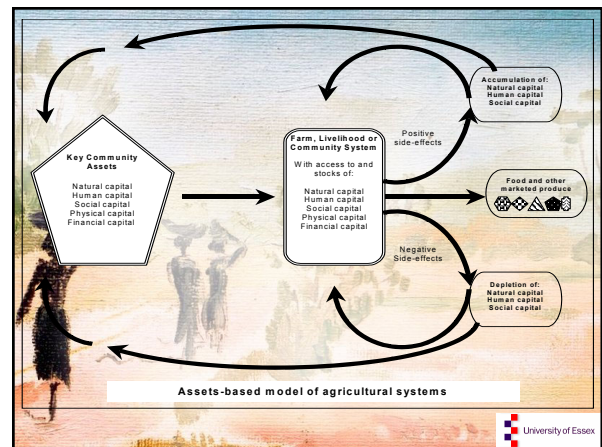 Key Community
Assets
Natural capital
Human capital
Social capital
Physical capital
Financial capital
Farm, Livelihood or
Community System
With access to and
stocks of:
Natural capital
Human capital
Social capital
Physical capital
Financial capital
Positive
side-effects
Negative
Side-effects
Accumulation of:
Natural capital
Human capital
Social capital
Food and other
marketed produce
Depletion of:
Natural capital
Human capital
Social capital
Assets-based model of agricultural systems
University of Essex